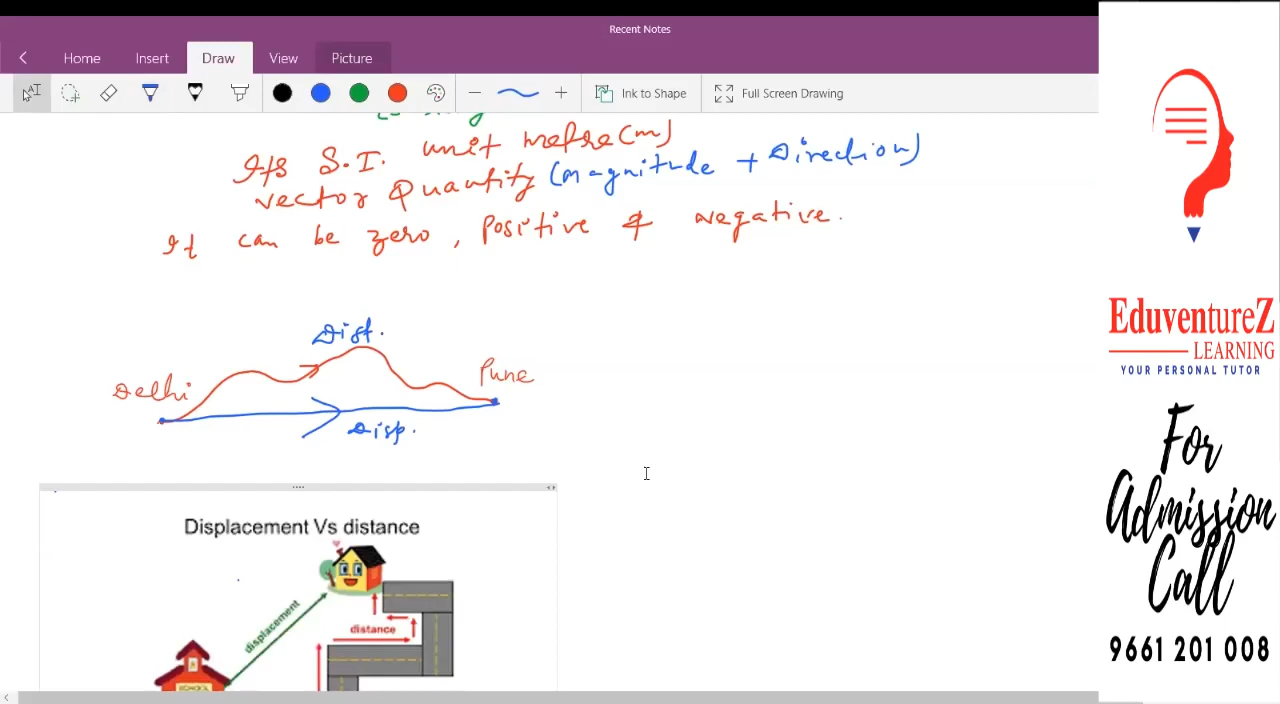 Recent Notes
Home Insert Draw View Picture
Ink to Shape Full Screen Drawing
Its S.I. unit metre(m)
vector Quantity (magnitude + Direction)
It can be zero, Positive & negative.
Dist.
Delhi
Pune
Disp.
Displacement Vs distance
displacement
distance
SCHOOL
EduventureZ
LEARNING
YOUR PERSONAL TUTOR
For
Admission
Call
9661 201 008